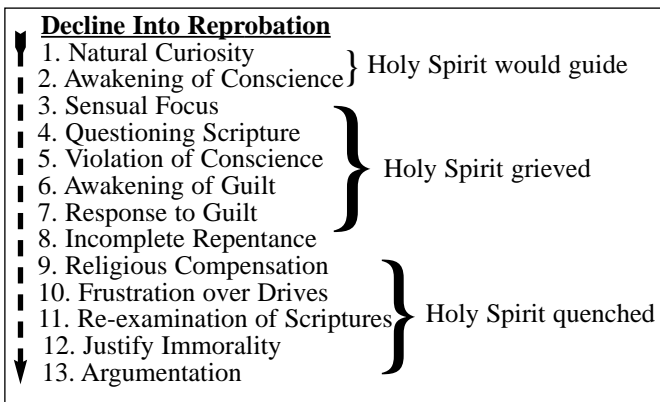 Decline Into Reprobation
1. Natural Curiosity
2. Awakening of Conscience
Holy Spirit would guide
3. Sensual Focus
4. Questioning Scripture
5. Violation of Conscience
6. Awakening of Guilt
7. Response to Guilt
Holy Spirit grieved
8. Incomplete Repentance
9. Religious Compensation
10. Frustration over Drives
11. Re-examination of Scriptures
12. Justify Immorality
13. Argumentation
Holy Spirit quenched